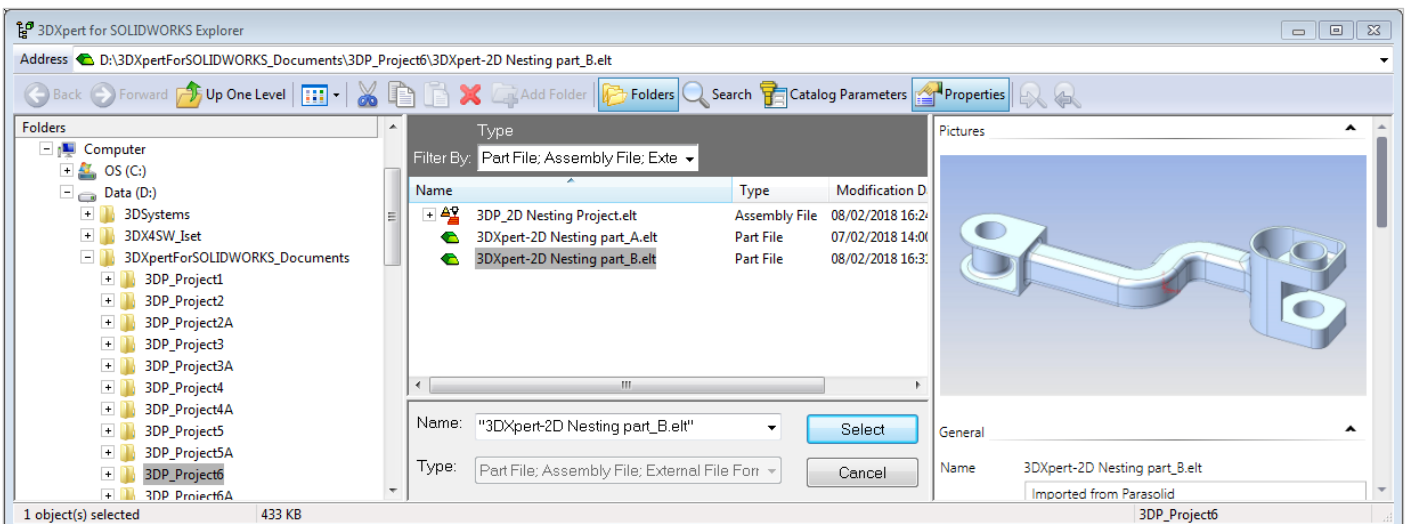 3DXpert for SOLIDWORKS Explorer
Address D:\3DXpertForSOLIDWORKS_Documents\3DP_Project6\3DXpert-2D Nesting part_B.elt
Back Forward Up One Level Add Folder Folders Search Catalog Parameters Properties
Folders
Computer
OS (C:)
Data (D:)
3DSystems
3DX4SW_Iset
3DXpertForSOLIDWORKS_Documents
3DP_Project1
3DP_Project2
3DP_Project2A
3DP_Project3
3DP_Project3A
3DP_Project4
3DP_Project4A
3DP_Project5
3DP_Project5A
3DP_Project6
3DP_Project6A
Type
Filter By: Part File; Assembly File; Exte
Name Type Modification D
3DP_2D Nesting Project.elt Assembly File 08/02/2018 16:24
3DXpert-2D Nesting part_A.elt Part File 07/02/2018 14:00
3DXpert-2D Nesting part_B.elt Part File 08/02/2018
Name: "3DXpert-2D Nesting part_B.elt" Select
Type: Part File; Assembly File; External File Forr Cancel
Pictures
General
Name 3DXpert-2D Nesting part_B.elt
Imported from Parasolid
1 object(s) selected 433 KB 3DP_Project6